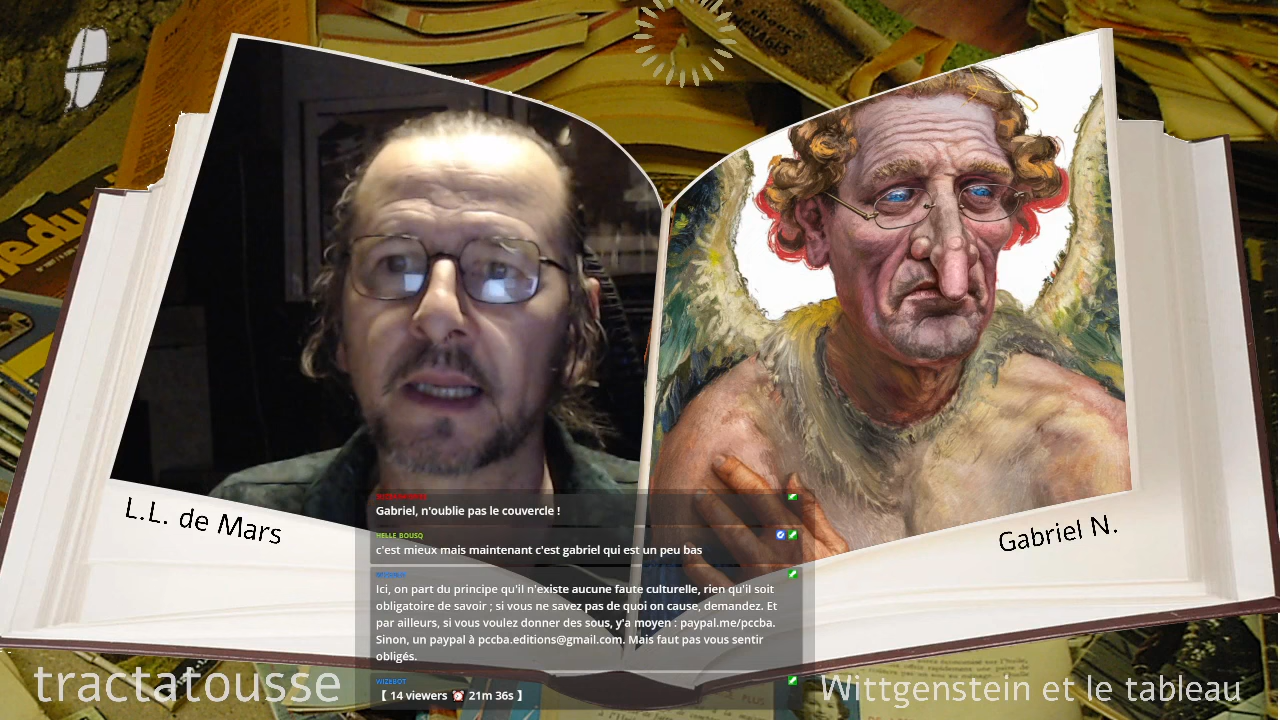 L.L. de Mars
Gabriel N.
Gabriel, n'oublie pas le couvercle !
HELLE_BOUSQ
c'est mieux mais maintenant c'est gabriel qui est un peu bas
Ici, on part du principe qu'il n'existe aucune faute culturelle, rien qu'il soit
obligatoire de savoir ; si vous ne savez pas de quoi on cause, demandez. Et
par ailleurs, si vous voulez donner des sous, y'a moyen : paypal.me/pccba.
Sinon, un paypal à pccba.editions@gmail.com. Mais faut pas vous sentir
obligés.
WIZEBOT
[ 14 viewers ⏰ 21m 36s ]
tractatousse
Wittgenstein et le tableau